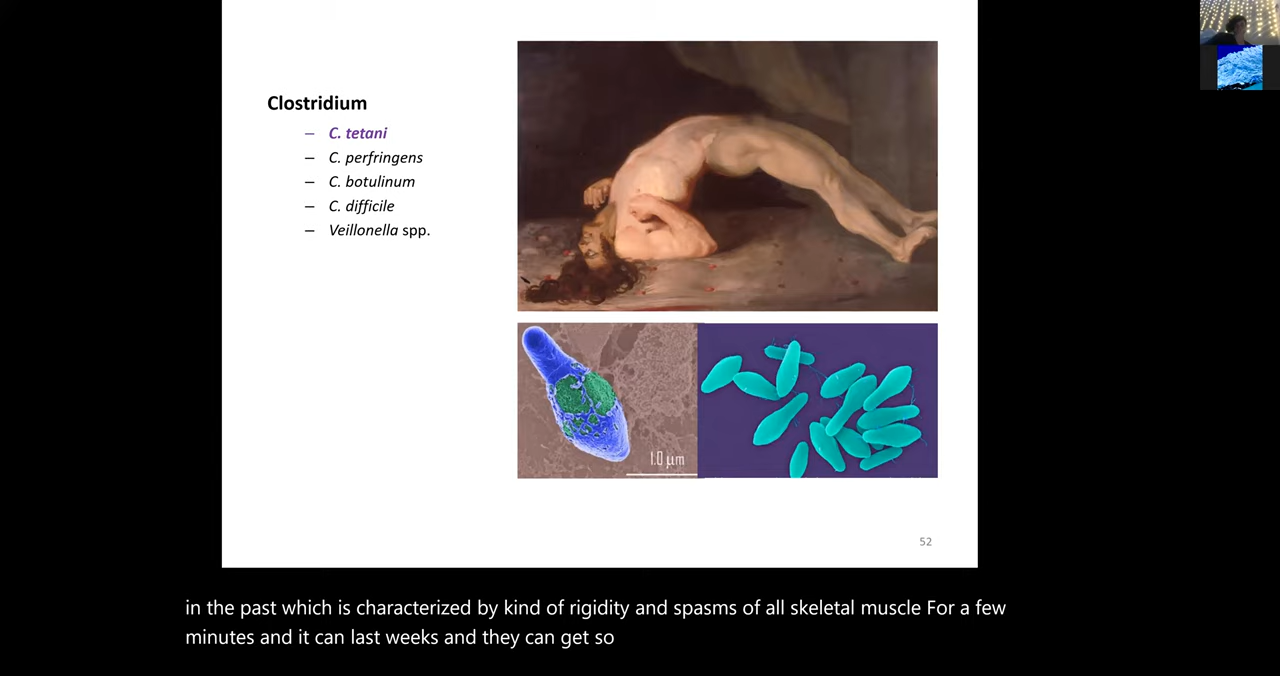 Clostridium
– C. tetani
– C. perfringens
– C. botulinum
– C. difficile
– Veillonella spp.
1.0 µm
52
in the past which is characterized by kind of rigidity and spasms of all skeletal muscle For a few
minutes and it can last weeks and they can get so